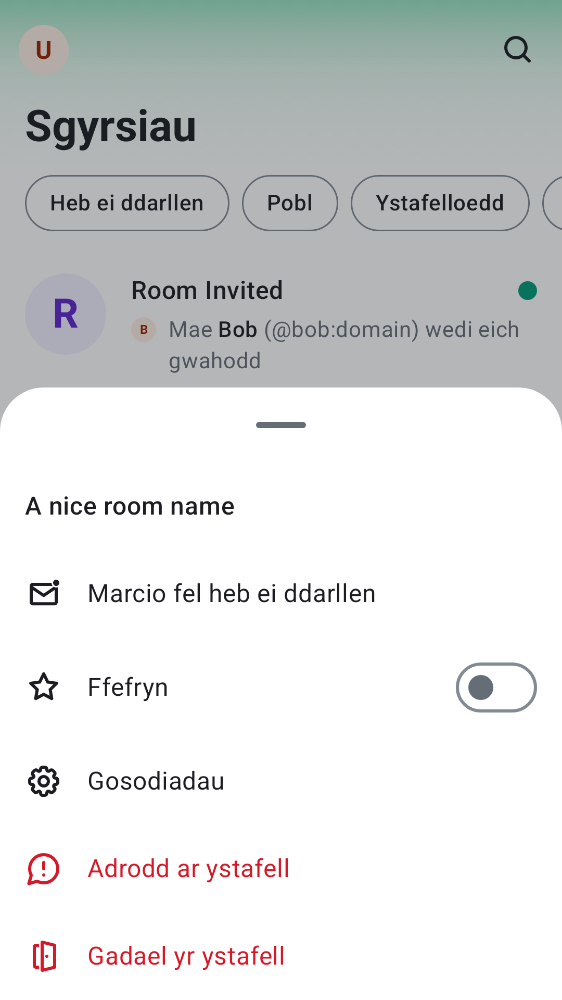 U
Sgyrsiau
Heb ei ddarllen
Pobl
Ystafelloedd
R
Room Invited
B
Mae Bob (@bob:domain) wedi eich
gwahodd
A nice room name
Marcio fel heb ei ddarllen
Ffefryn
Gosodiadau
Adrodd ar ystafell
Gadael yr ystafell